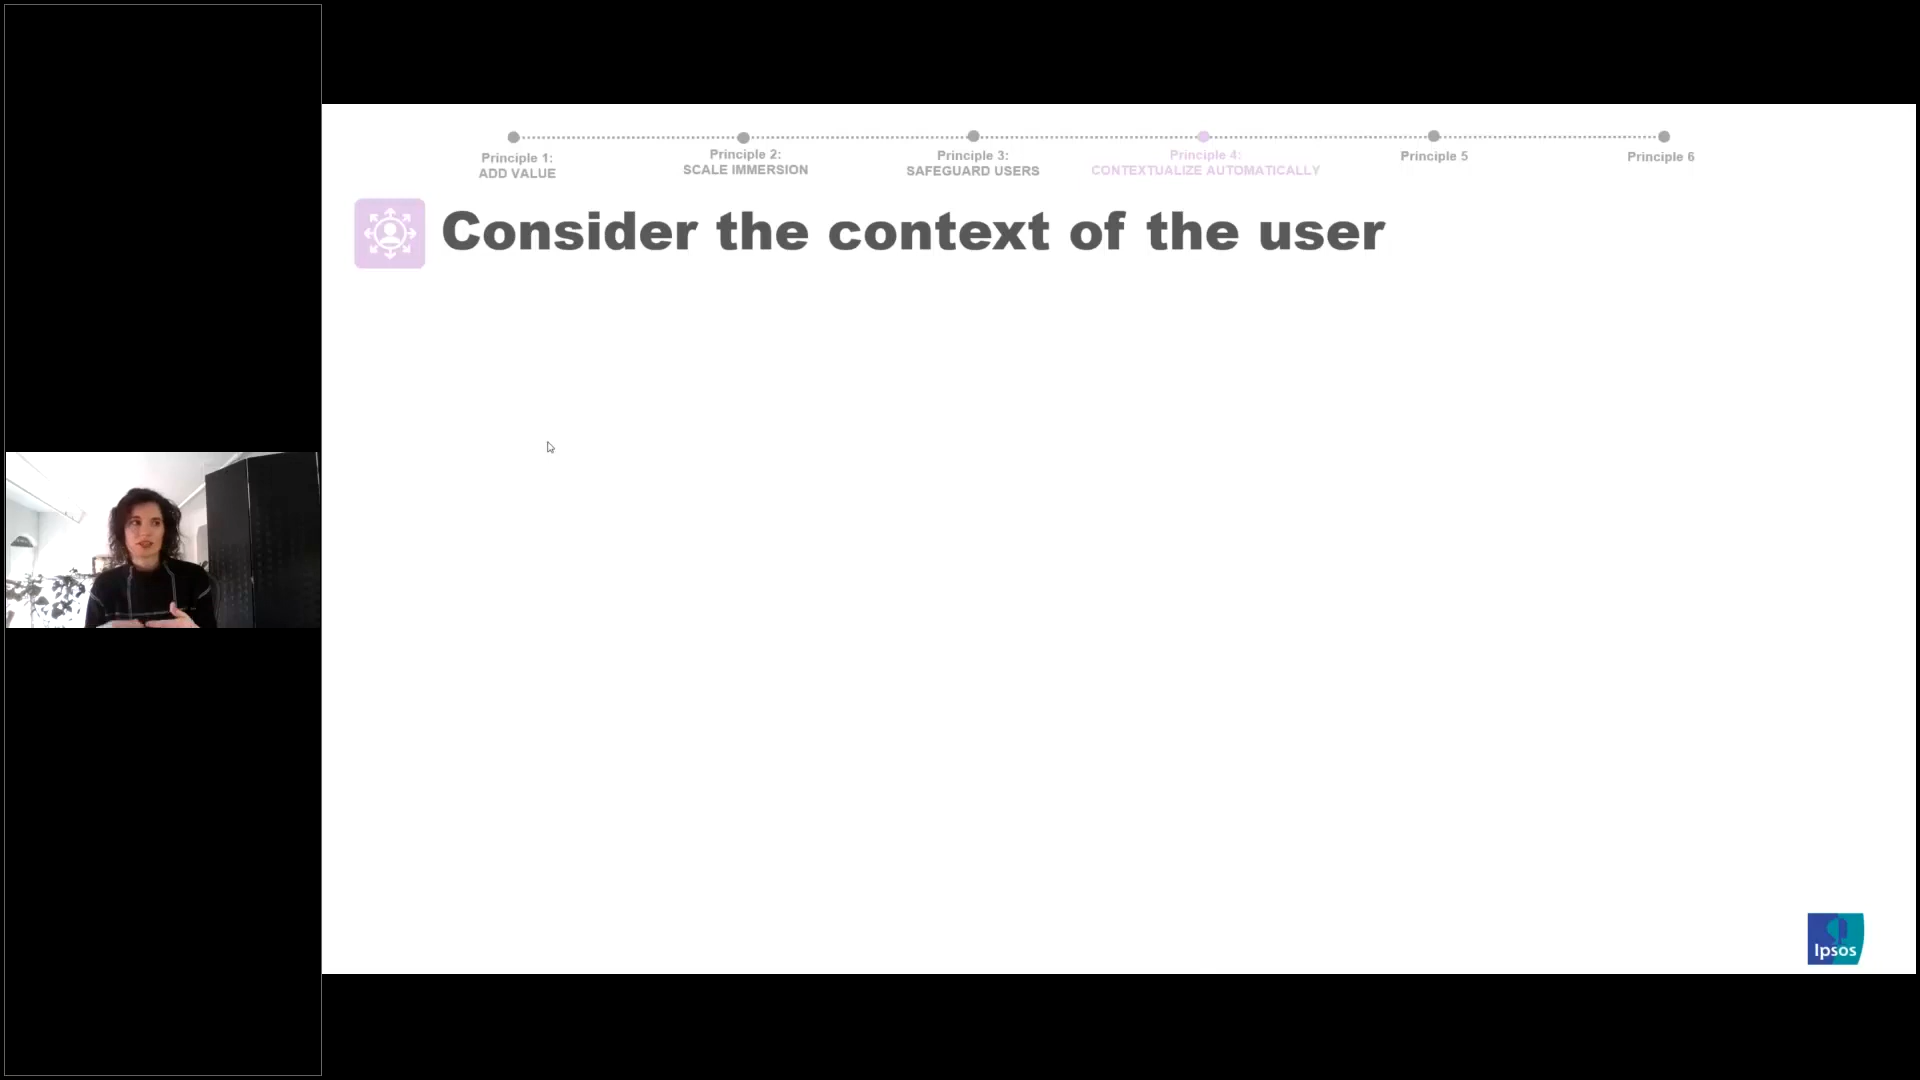 Principle 1:
ADD VALUE
Principle 2:
SCALE IMMERSION
Principle 3:
SAFEGUARD USERS
Principle 4:
CONTEXTUALIZE AUTOMATICALLY
Principle 5
Principle 6
Consider the context of the user
Ipsos